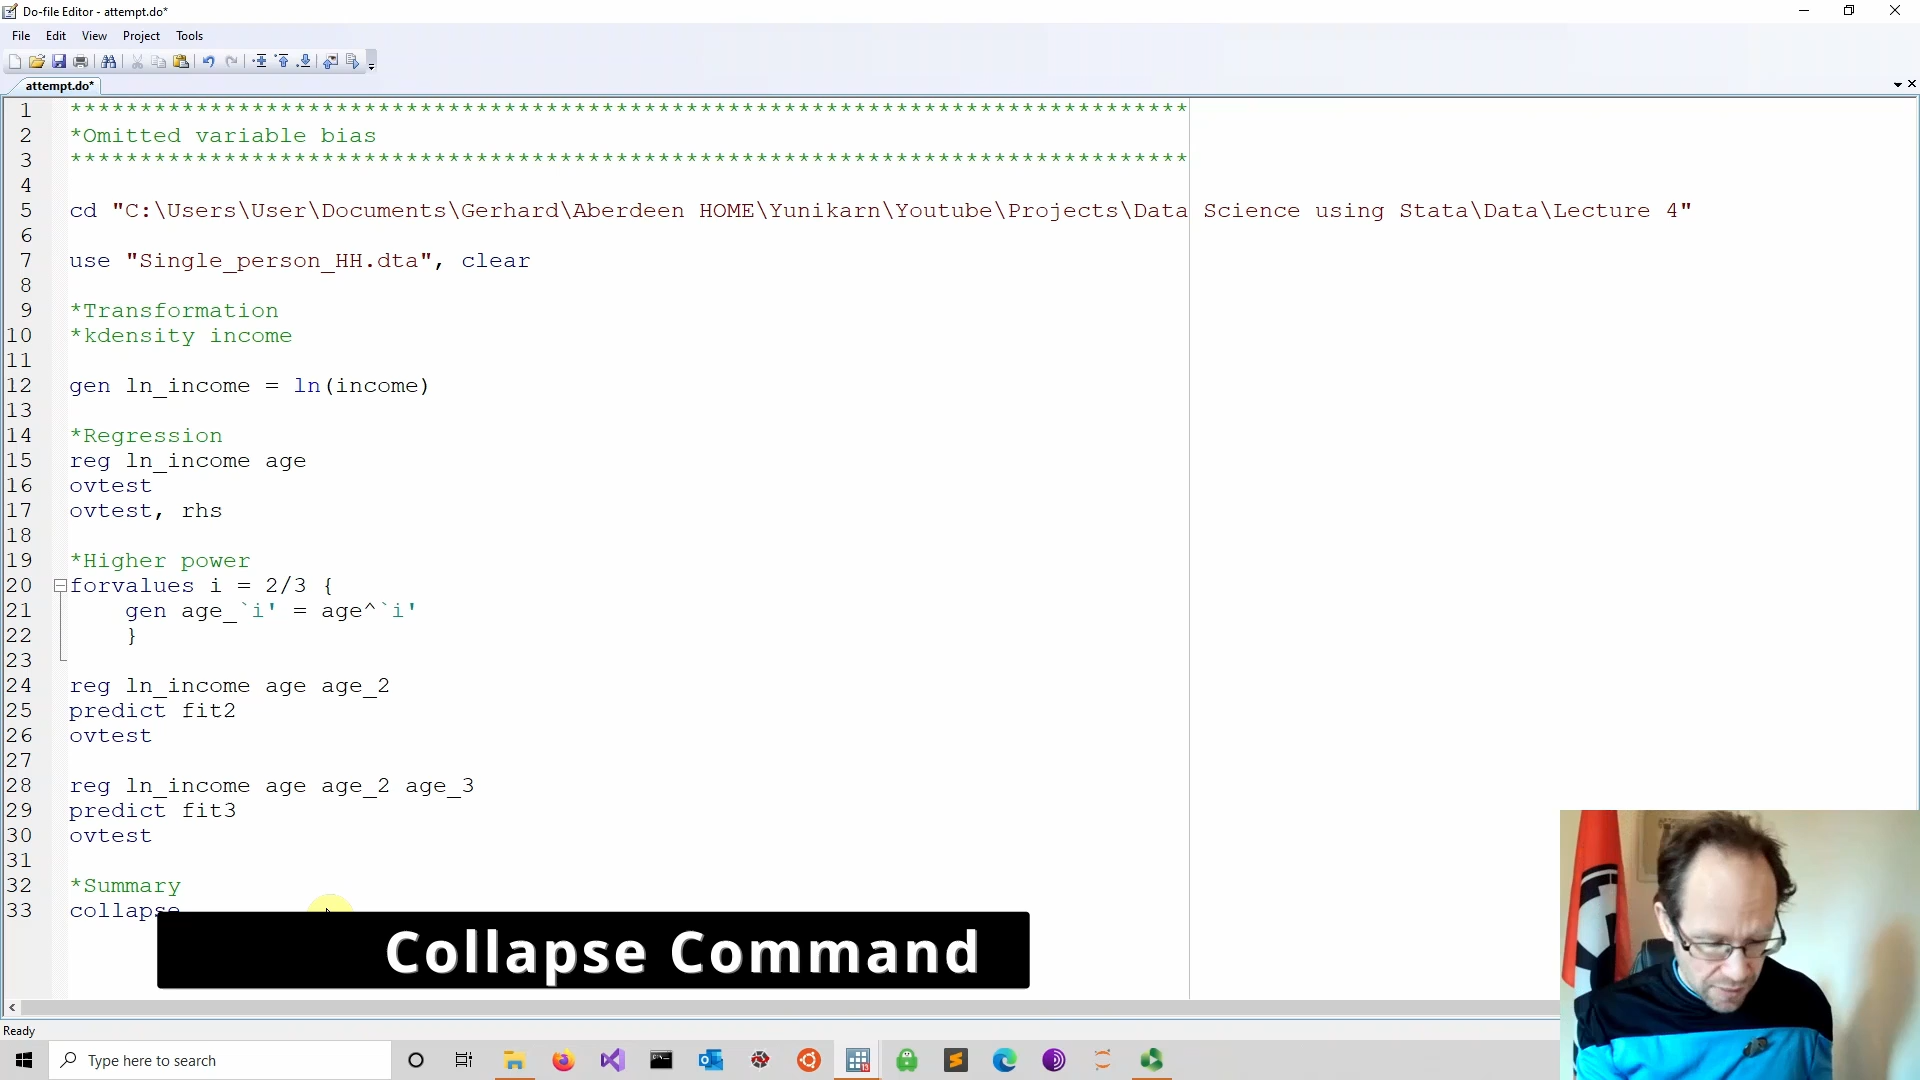 Do-file Editor - attempt.do*
File Edit View Project Tools
attempt.do*
1 ********************************************************************************
2 *Omitted variable bias
3 ********************************************************************************
4
5 cd "C:\Users\User\Documents\Gerhard\Aberdeen HOME\Yunikarn\Youtube\Projects\Data Science using Stata\Data\Lecture 4"
6
7 use "Single_person_HH.dta", clear
8
9 *Transformation
10 *kdensity income
11
12 gen ln_income = ln(income)
13
14 *Regression
15 reg ln_income age
16 ovtest
17 ovtest, rhs
18
19 *Higher power
20 forvalues i = 2/3 {
21 gen age_`i' = age^`i'
22 }
23
24 reg ln_income age age_2
25 predict fit2
26 ovtest
27
28 reg ln_income age age_2 age_3
29 predict fit3
30 ovtest
31
32 *Summary
33 collapse
Collapse Command
Ready
Type here to search
13